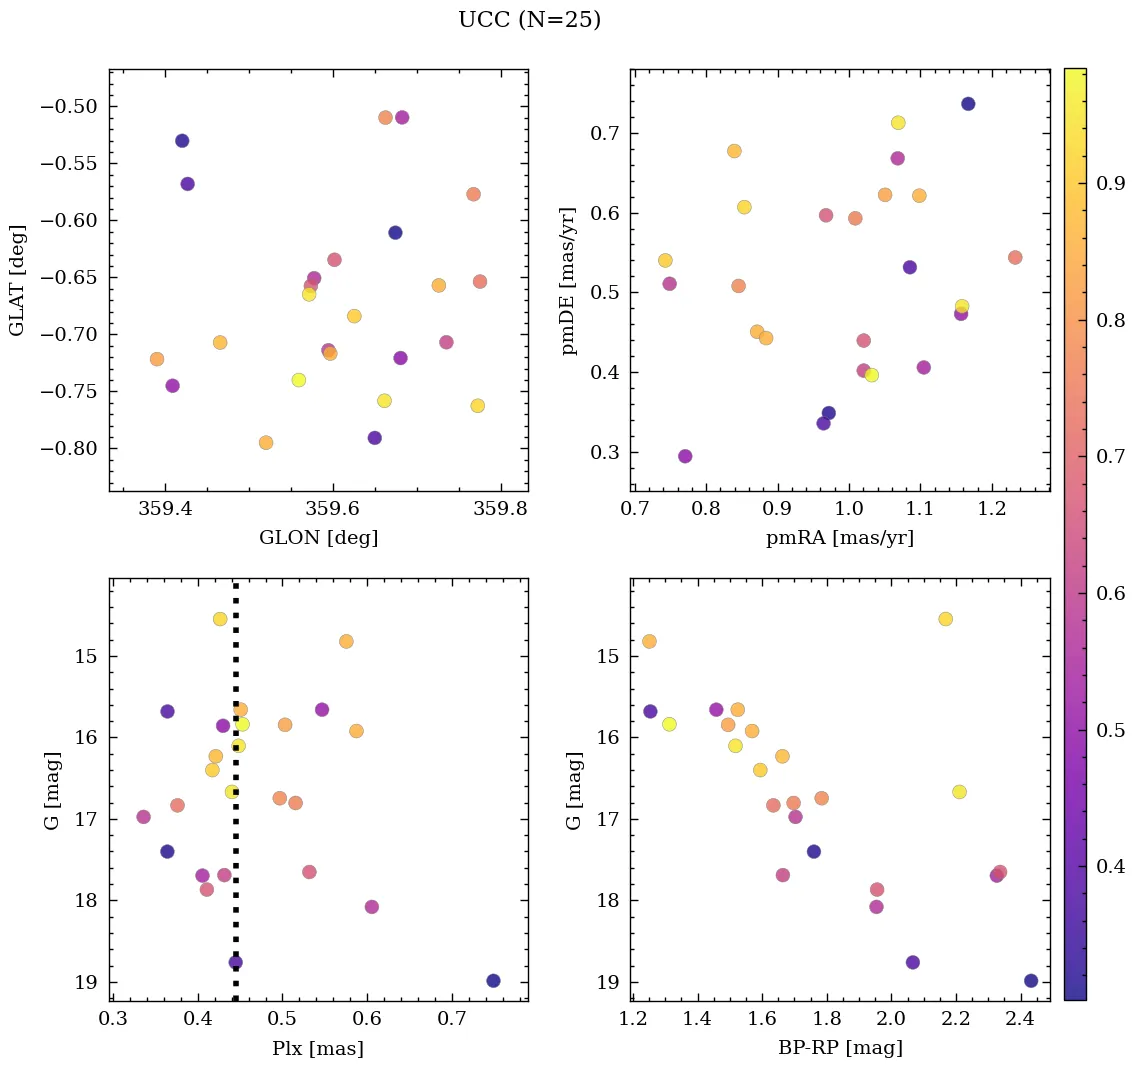 UCC (N=25)
−0.50
−0.55
−0.60
−0.65
−0.70
−0.75
−0.80
GLAT [deg]
359.4 359.6 359.8
GLON [deg]
0.7
0.6
0.5
0.4
0.3
pmDE [mas/yr]
0.7 0.8 0.9 1.0 1.1 1.2
pmRA [mas/yr]
15
16
17
18
19
G [mag]
0.3 0.4 0.5 0.6 0.7
Plx [mas]
15
16
17
18
19
G [mag]
1.2 1.4 1.6 1.8 2.0 2.2 2.4
BP-RP [mag]
0.9
0.8
0.7
0.6
0.5
0.4